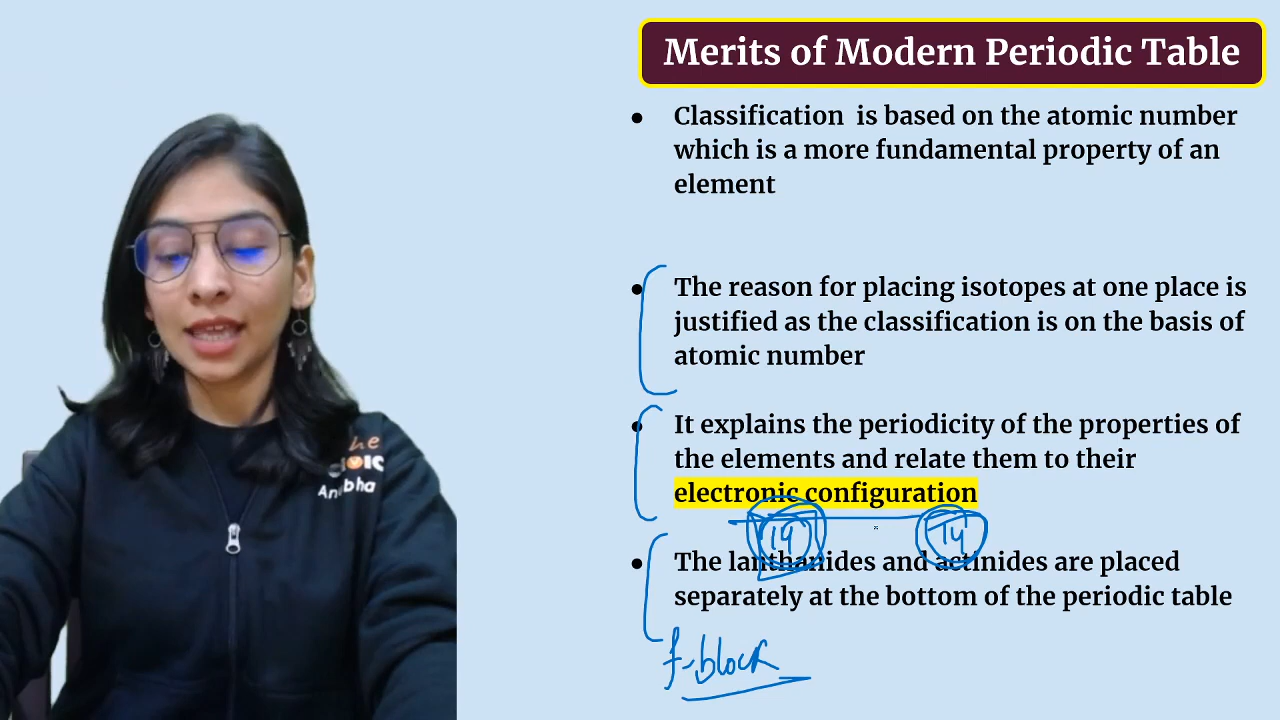 Merits of Modern Periodic Table
• Classification is based on the atomic number
which is a more fundamental property of an
element
• The reason for placing isotopes at one place is
justified as the classification is on the basis of
atomic number
• It explains the periodicity of the properties of
the elements and relate them to their
electronic configuration
14 14
• The lanthanides and actinides are placed
separately at the bottom of the periodic table
f-block